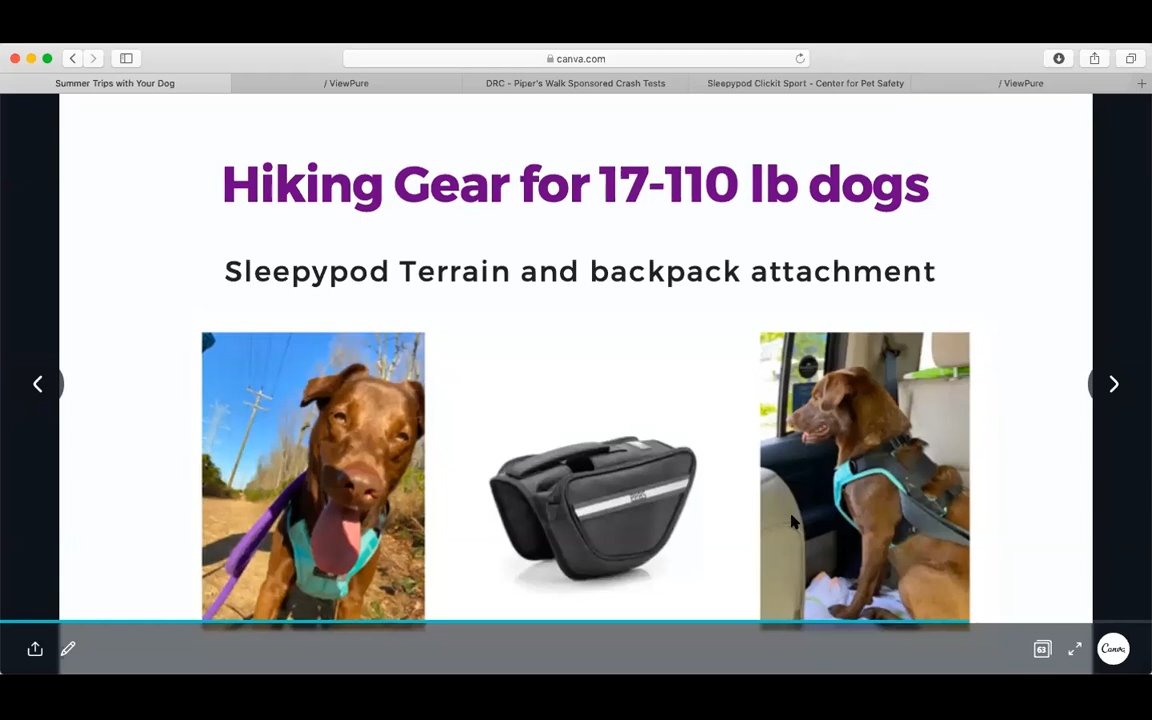 canva.com
Summer Trips with Your Dog
/ ViewPure
DRC - Piper's Walk Sponsored Crash Tests
Sleepypod Clickit Sport - Center for Pet Safety
/ ViewPure
Hiking Gear for 17-110 lb dogs
Sleepypod Terrain and backpack attachment
63
Canva